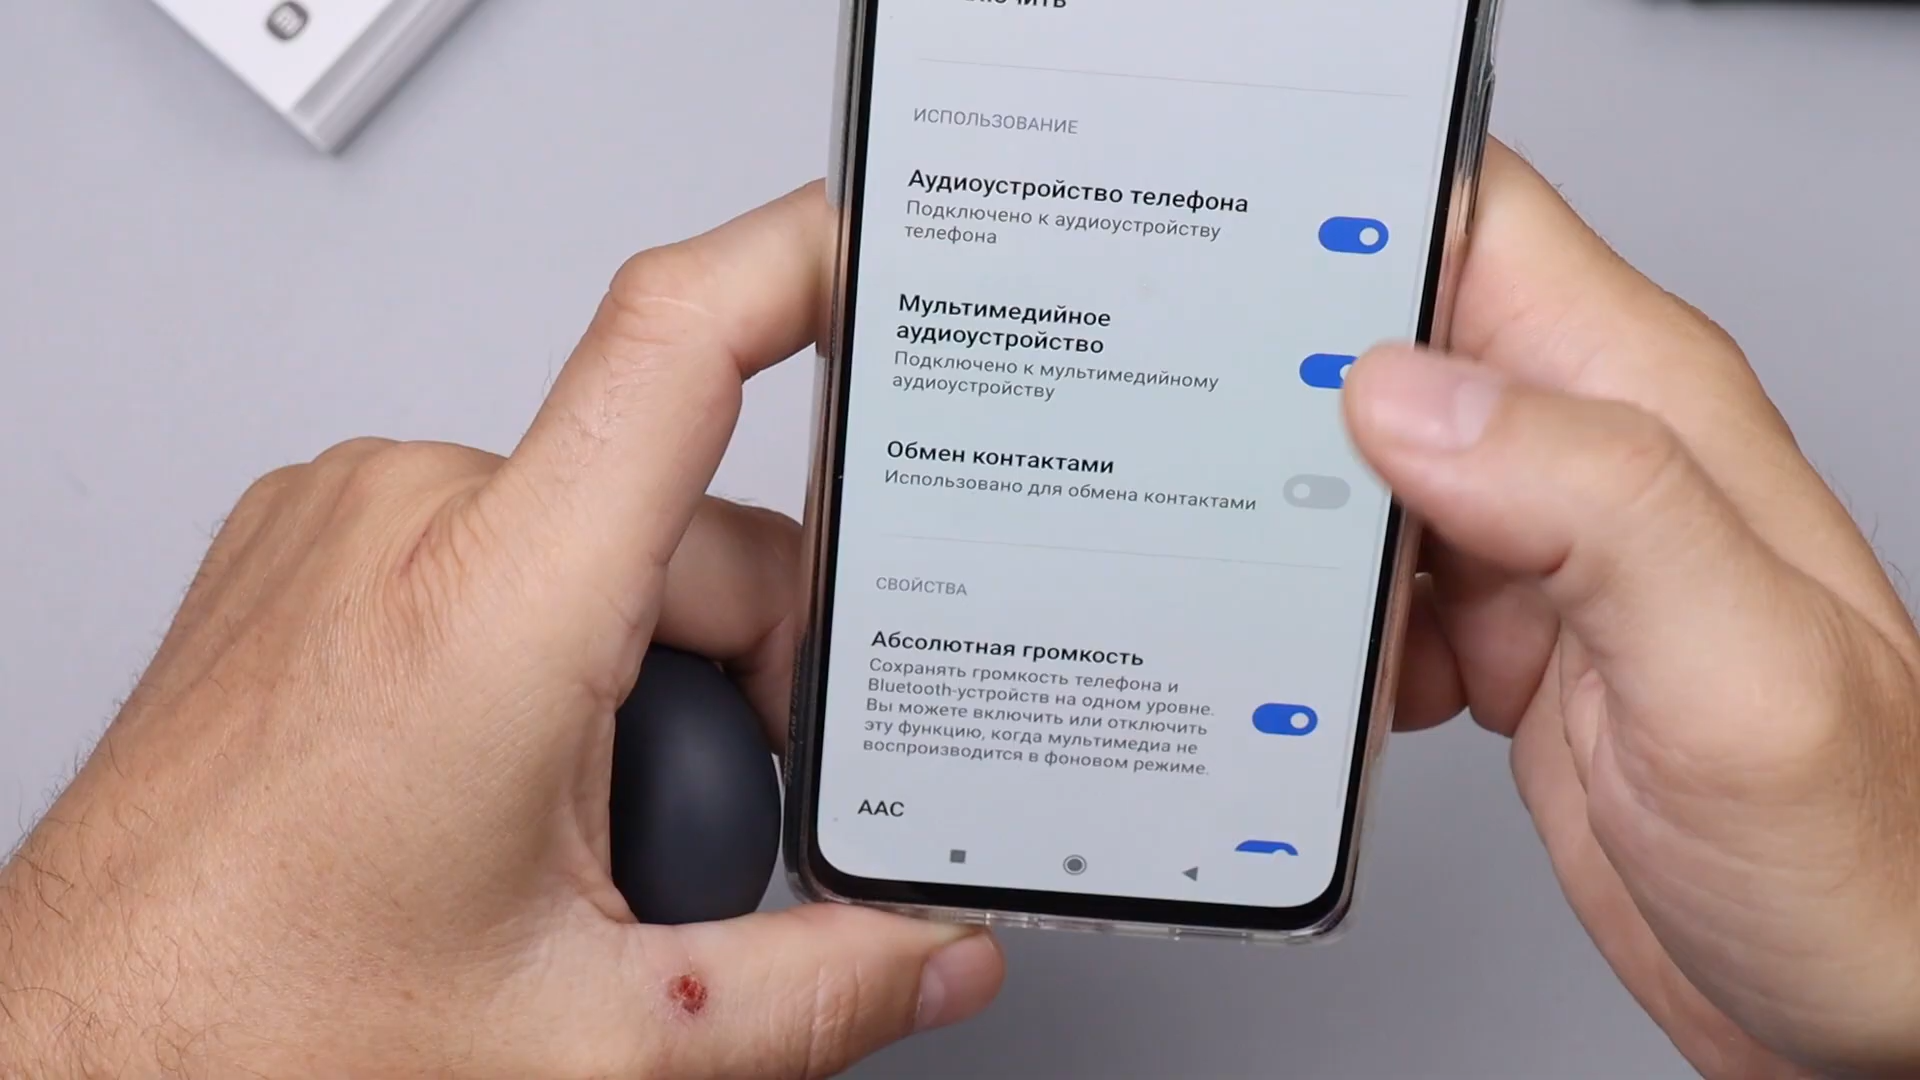 ИСПОЛЬЗОВАНИЕ
Аудиоустройство телефона
Подключено к аудиоустройству
телефона
Мультимедийное
аудиоустройство
Подключено к мультимедийному
аудиоустройству
Обмен контактами
Использовано для обмена контактами
СВОЙСТВА
Абсолютная громкость
Сохранять громкость телефона и
Bluetooth-устройств на одном уровне.
Вы можете включить или отключить
эту функцию, когда мультимедиа не
воспроизводится в фоновом режиме.
AAC